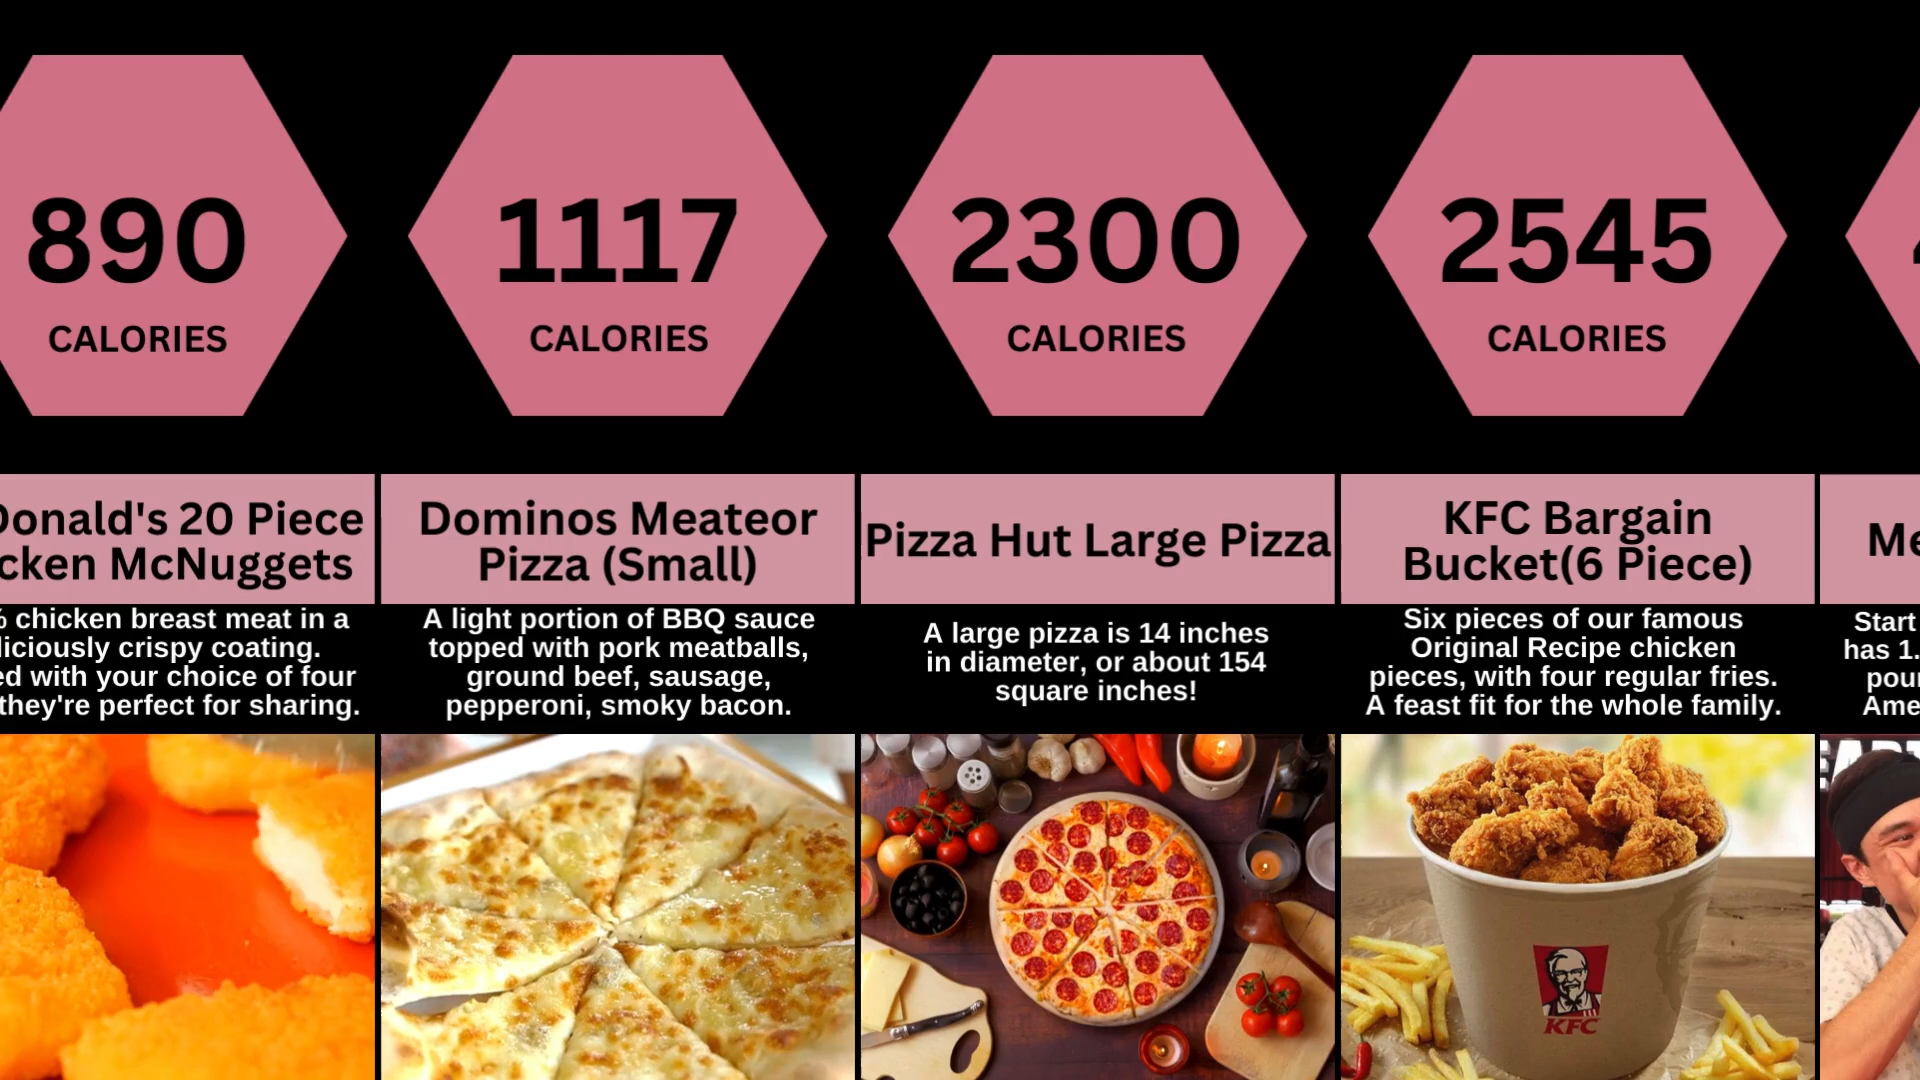 890
CALORIES
Donald's 20 Piece
cken McNuggets
chicken breast meat in a
liciously crispy coating.
ed with your choice of four
they're perfect for sharing.
1117
CALORIES
Dominos Meateor
Pizza (Small)
A light portion of BBQ sauce
topped with pork meatballs,
ground beef, sausage,
pepperoni, smoky bacon.
2300
CALORIES
Pizza Hut Large Pizza
A large pizza is 14 inches
in diameter, or about 154
square inches!
2545
CALORIES
KFC Bargain
Bucket(6 Piece)
Six pieces of our famous
Original Recipe chicken
pieces, with four regular fries.
A feast fit for the whole family.
KFC
Me
Start
has 1.
pour
Ame